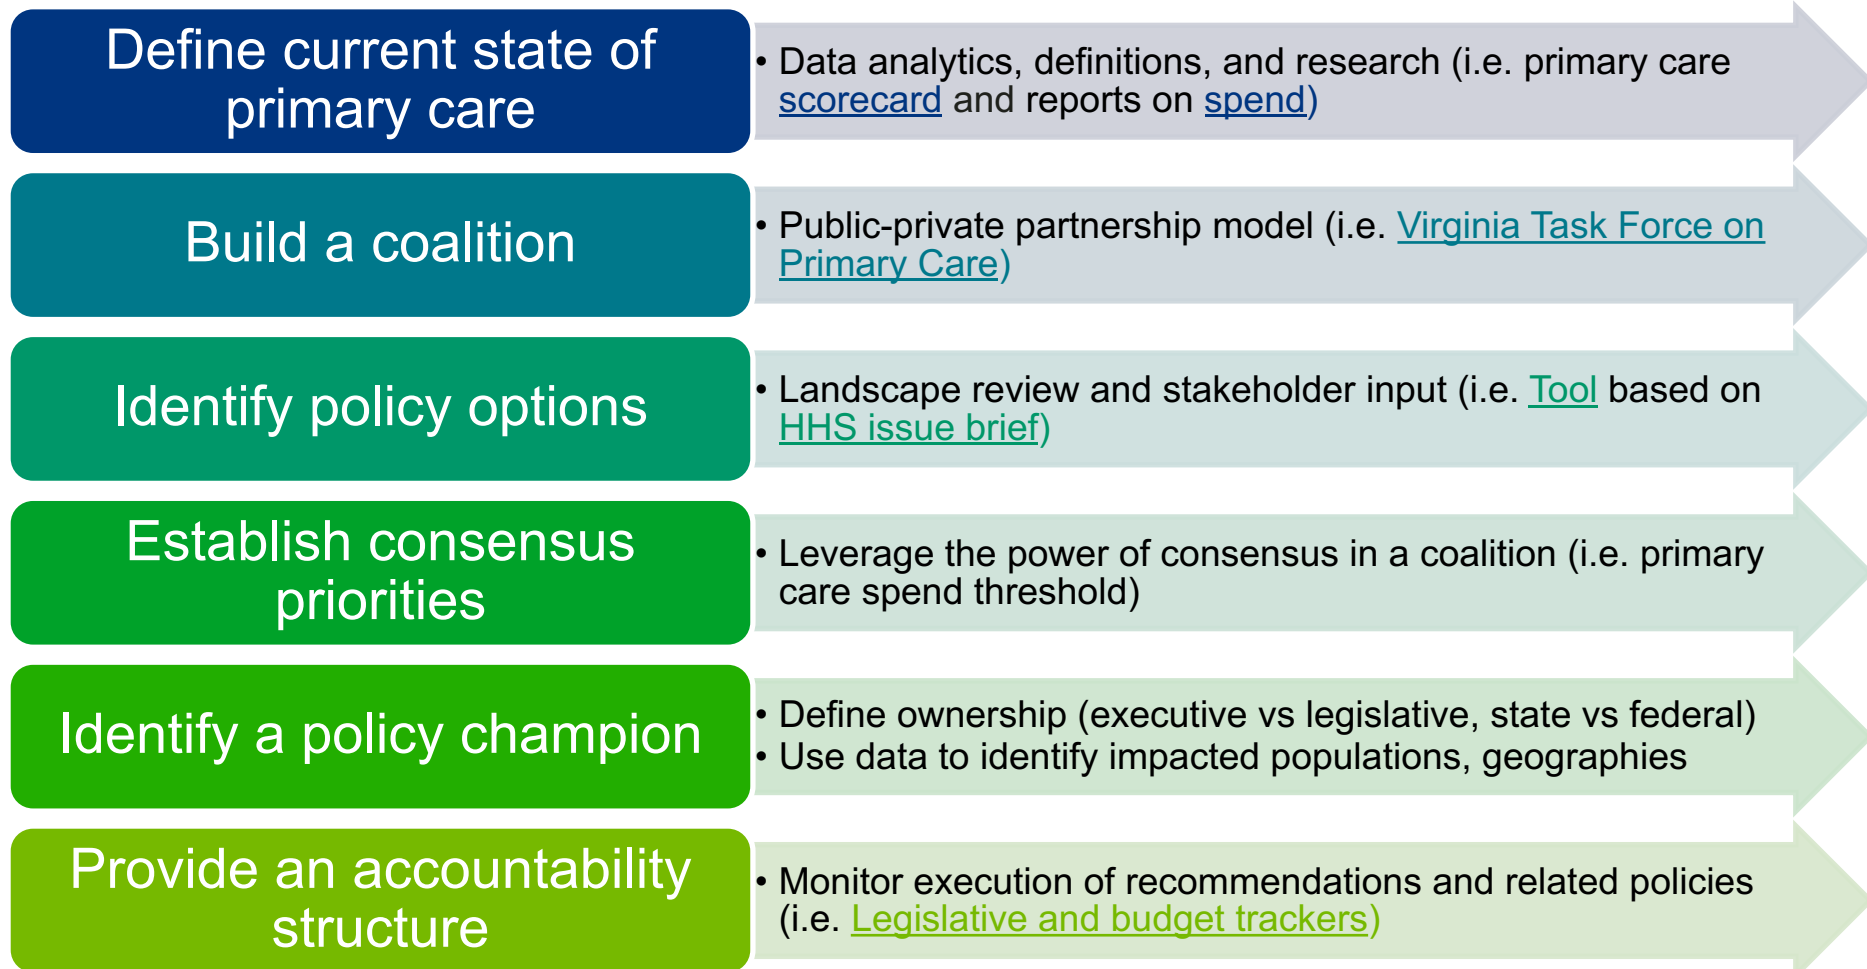 Define current state of
primary care
• Data analytics, definitions, and research (i.e. primary care
scorecard and reports on spend)
Build a coalition
• Public-private partnership model (i.e. Virginia Task Force on
Primary Care)
Identify policy options
• Landscape review and stakeholder input (i.e. Tool based on
HHS issue brief)
Establish consensus
priorities
• Leverage the power of consensus in a coalition (i.e. primary
care spend threshold)
Identify a policy champion
• Define ownership (executive vs legislative, state vs federal)
• Use data to identify impacted populations, geographies
Provide an accountability
structure
• Monitor execution of recommendations and related policies
(i.e. Legislative and budget trackers)